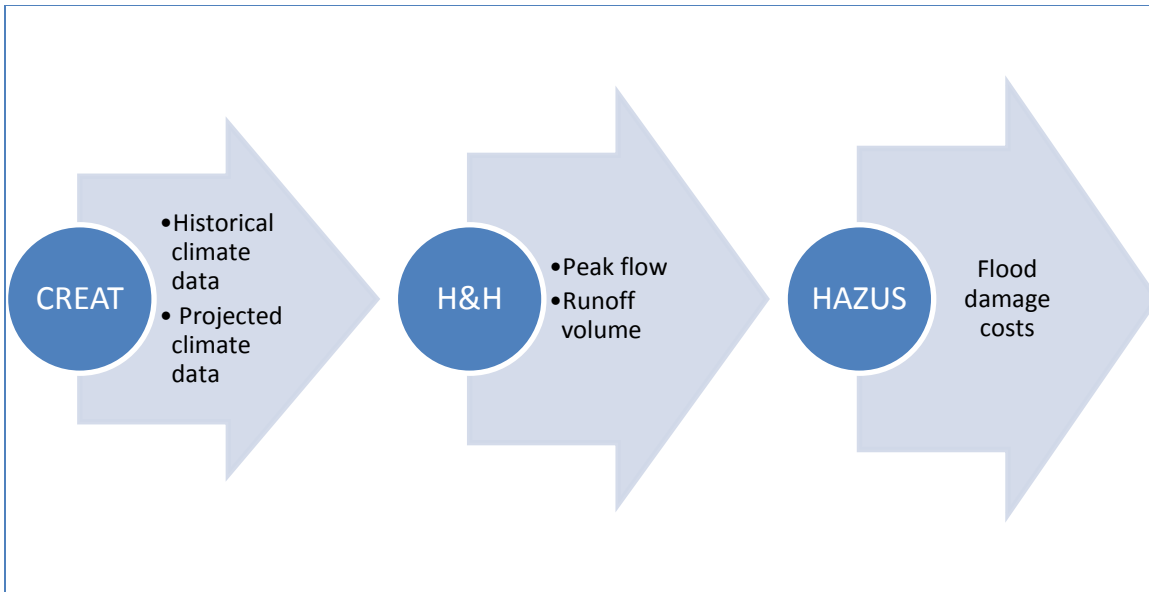 CREAT
•Historical
climate
data
• Projected
climate
data
H&H
•Peak flow
•Runoff
volume
HAZUS
Flood
damage
costs